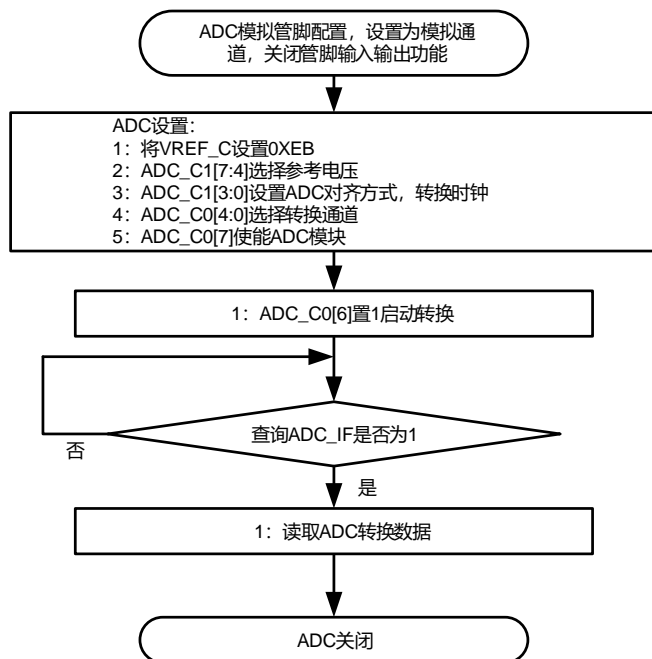 ADC模拟管脚配置，设置为模拟通
道，关闭管脚输入输出功能
ADC设置：
1：将VREF_C设置0XEB
2：ADC_C1[7:4]选择参考电压
3：ADC_C1[3:0]设置ADC对齐方式，转换时钟
4：ADC_C0[4:0]选择转换通道
5：ADC_C0[7]使能ADC模块
1：ADC_C0[6]置1启动转换
查询ADC_IF是否为1
否
是
1：读取ADC转换数据
ADC关闭